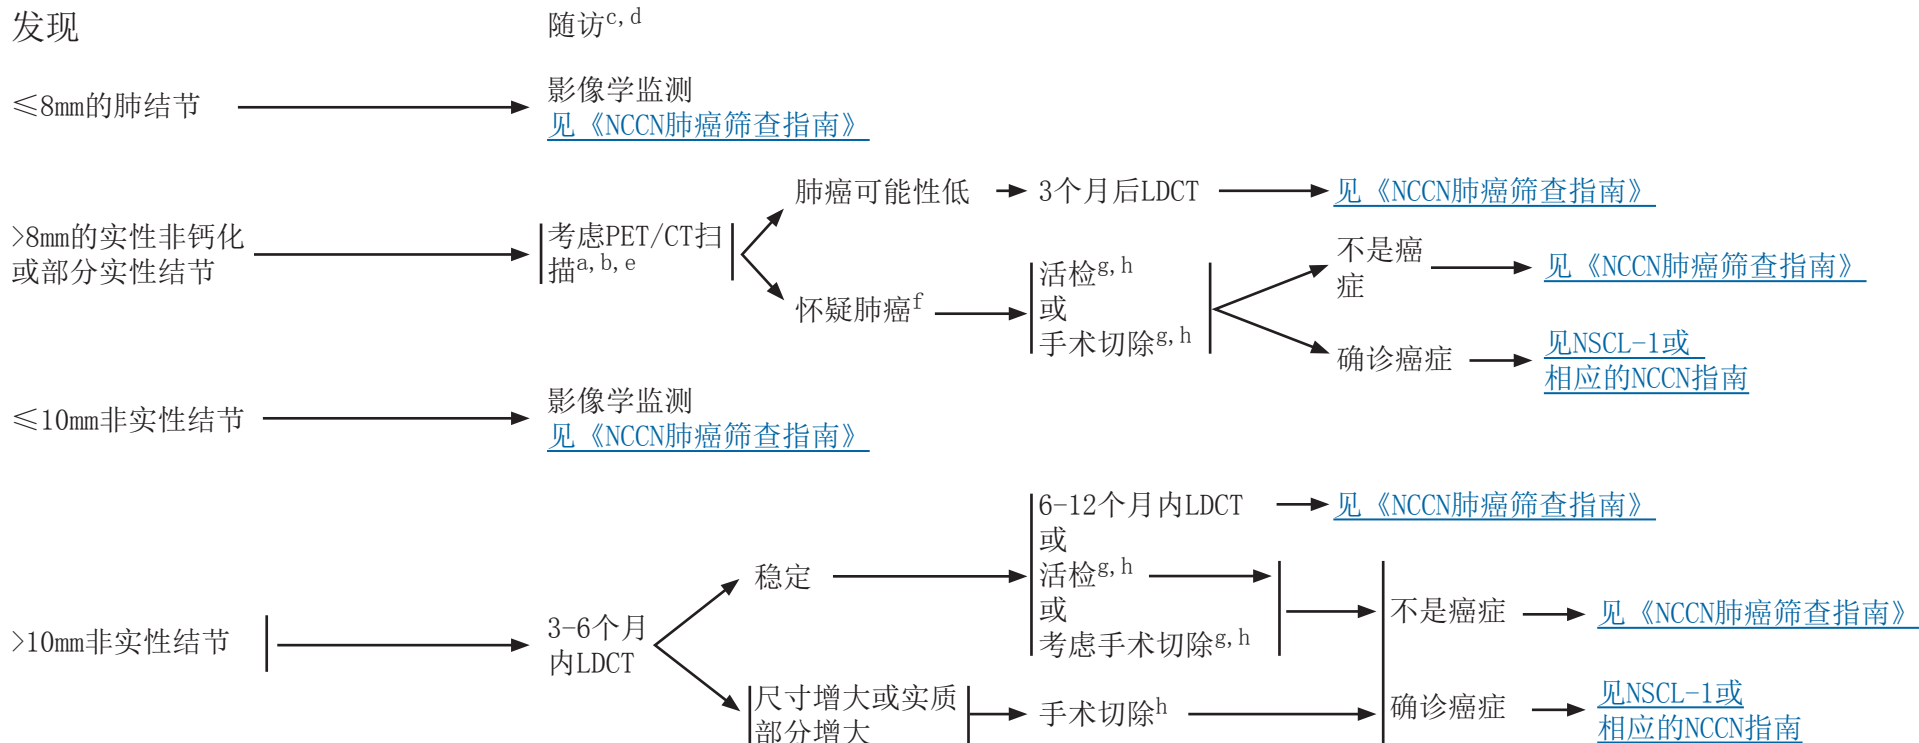 发现
随访c,d
≤8mm的肺结节
影像学监测
见《NCCN肺癌筛查指南》
>8mm的实性非钙化
或部分实性结节
考虑PET/CT扫
描a,b,e
肺癌可能性低
3个月后LDCT
见《NCCN肺癌筛查指南》
怀疑肺癌f
活检g,h
或
手术切除g,h
不是癌
症
见《NCCN肺癌筛查指南》
确诊癌症
见NSCL-1或
相应的NCCN指南
≤10mm非实性结节
影像学监测
见《NCCN肺癌筛查指南》
>10mm非实性结节
3-6个月
内LDCT
稳定
6-12个月内LDCT
或
活检g,h
或
考虑手术切除g,h
见《NCCN肺癌筛查指南》
尺寸增大或实质
部分增大
手术切除h
不是癌症
见《NCCN肺癌筛查指南》
确诊癌症
见NSCL-1或
相应的NCCN指南